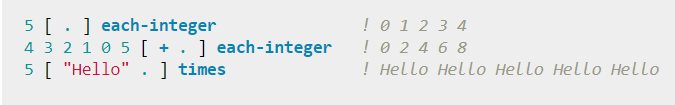 5 [ . ] each-integer ! 0 1 2 3 4
4 3 2 1 0 5 [ + . ] each-integer ! 0 2 4 6 8
5 [ "Hello" . ] times ! Hello Hello Hello Hello Hello